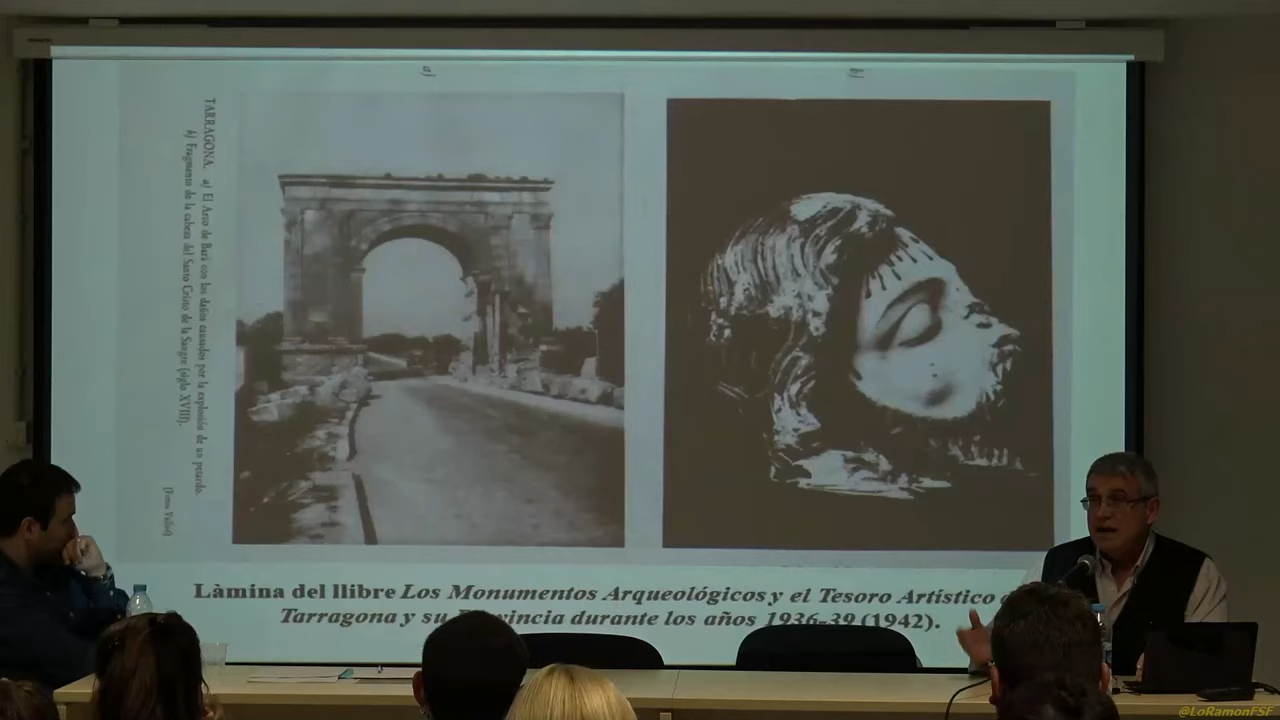 a)
b)
TARRAGONA. a) El Arco de Bará con los daños causados por la explosión de un petardo.
b) Fragmento de la cabeza del Santo Cristo de la Sangre (siglo XVIII).
Làmina del llibre Los Monumentos Arqueológicos y el Tesoro Artístico
Tarragona y su Provincia durante los años 1936-39 (1942).
@LoRamonFSF